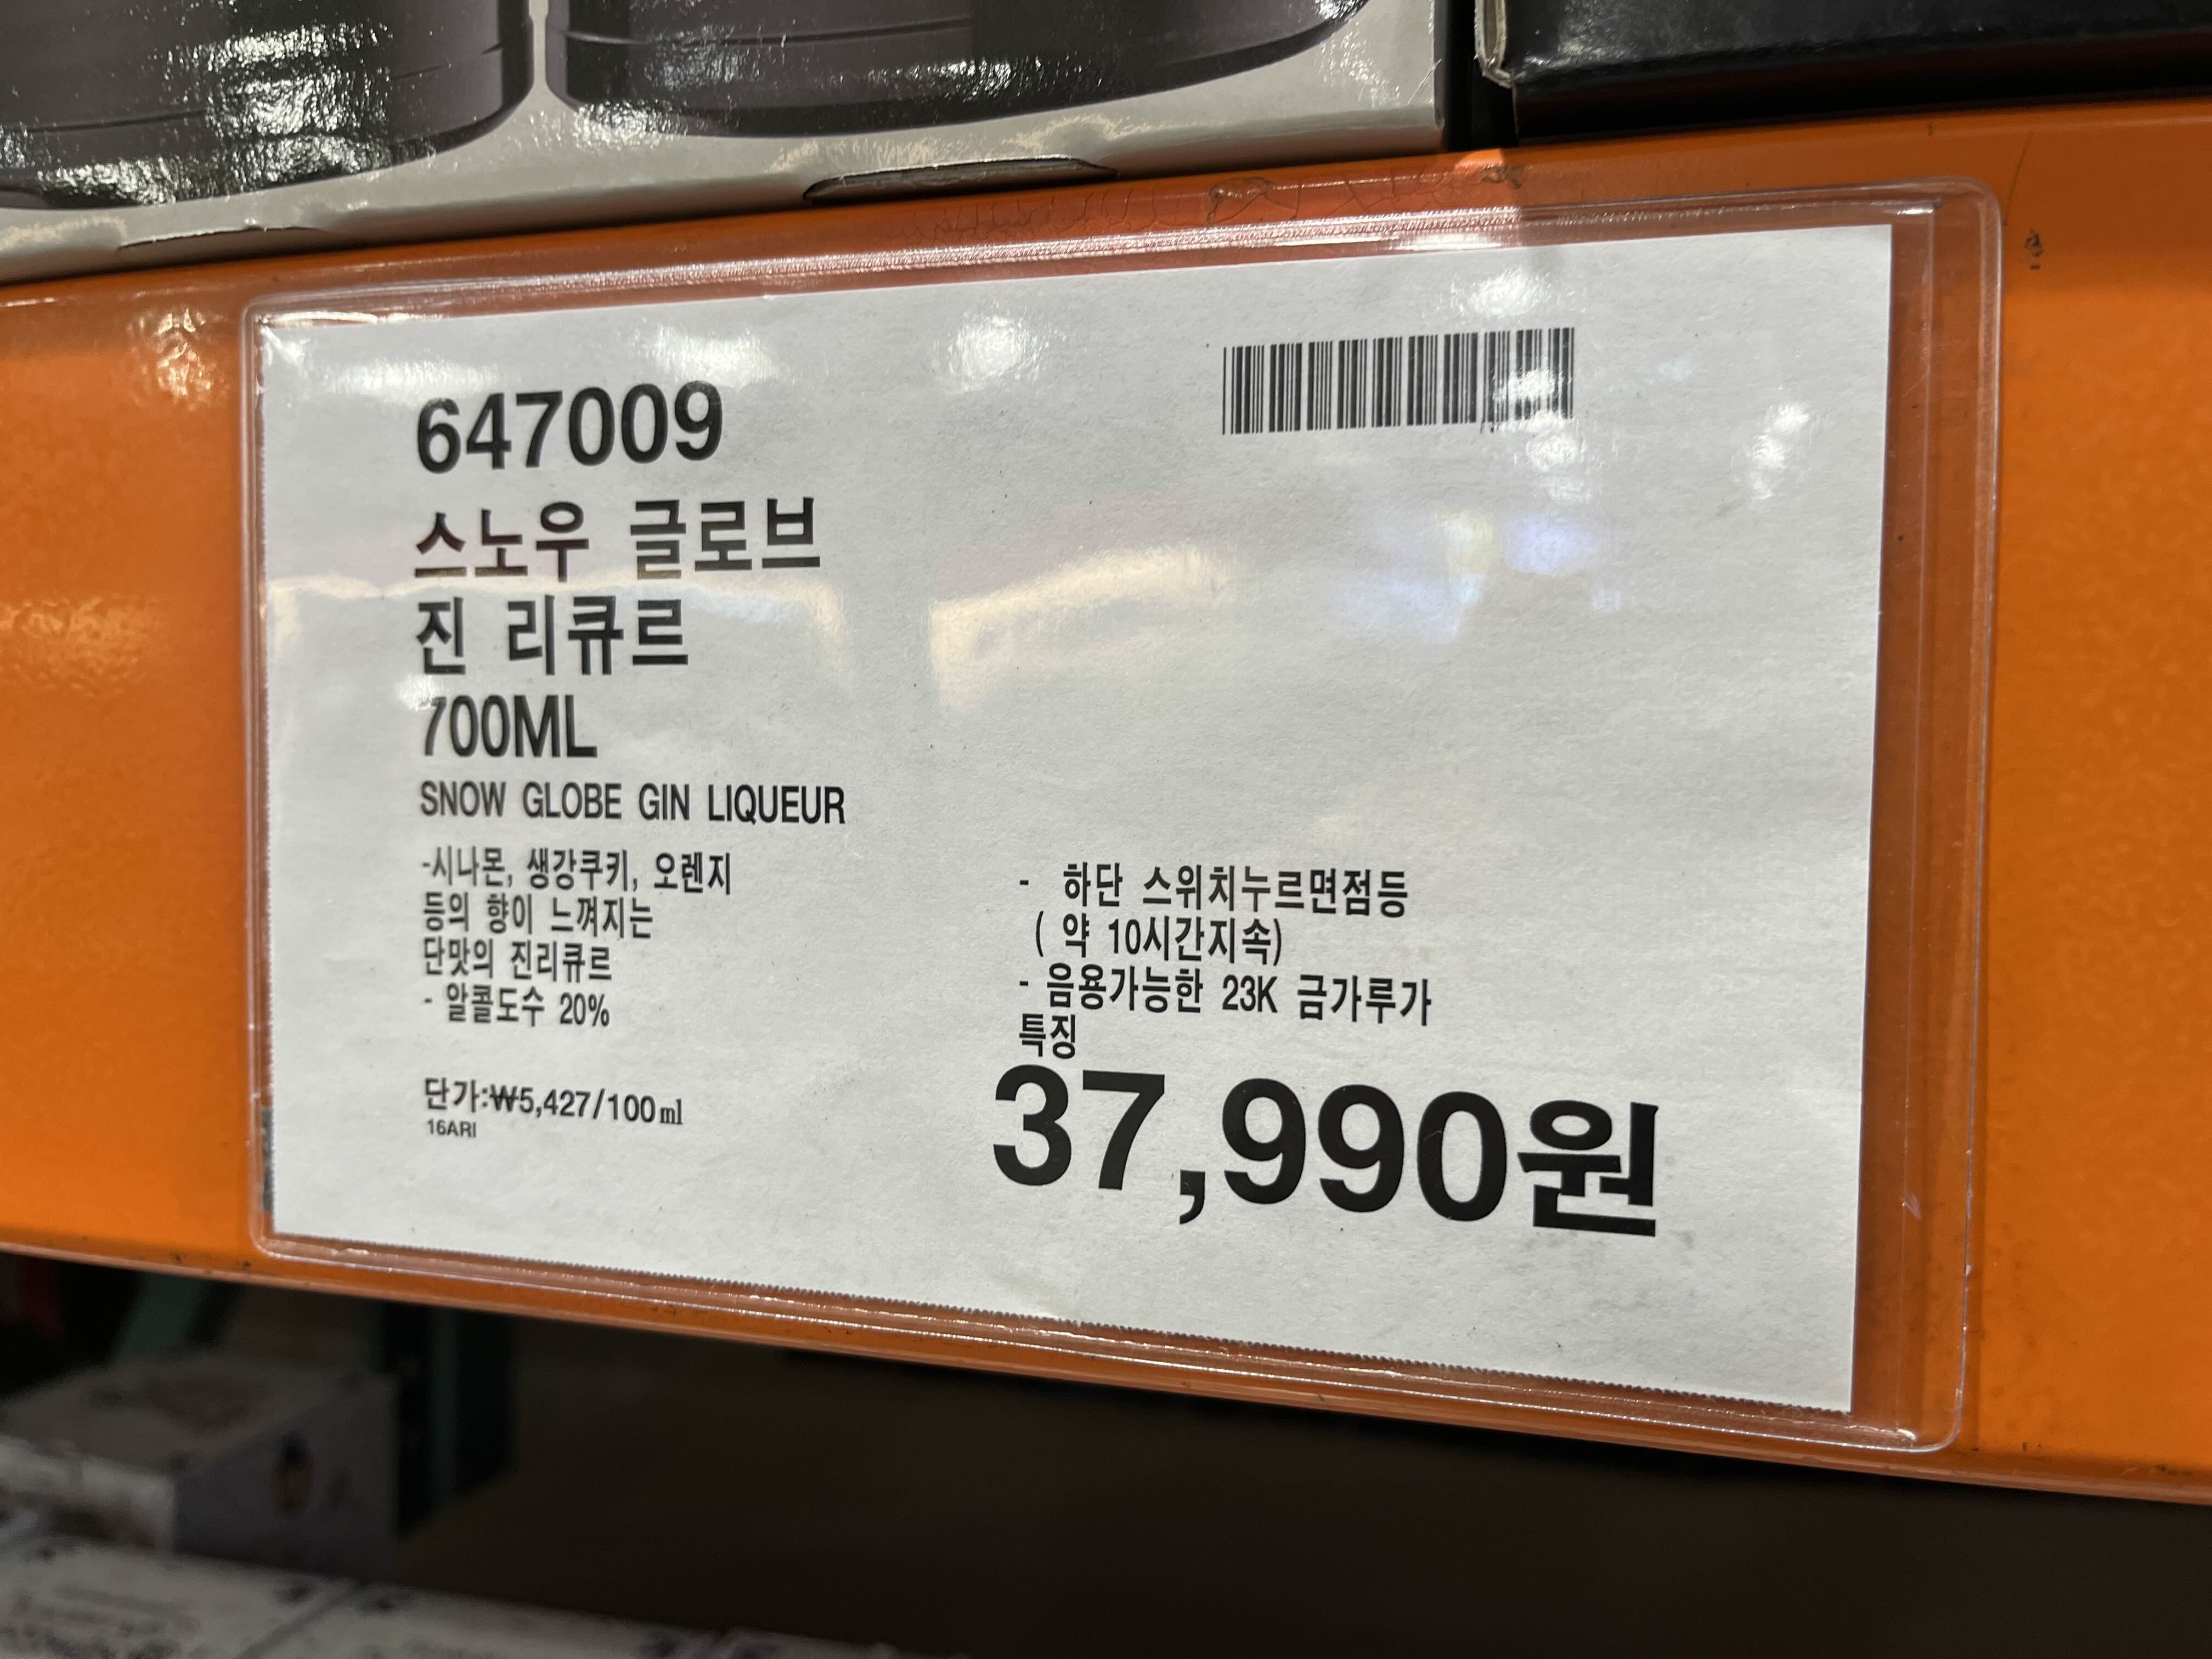 647009
스노우 글로브
진 리큐르
700ML
SNOW GLOBE GIN LIQUEUR
-시나몬, 생강쿠키, 오렌지
등의 향이 느껴지는
단맛의 진리큐르
- 알콜도수 20%
단가:₩5,427/100㎖
16ARI
- 하단 스위치누르면점등
( 약 10시간지속)
- 음용가능한 23K 금가루가
특징
37,990원